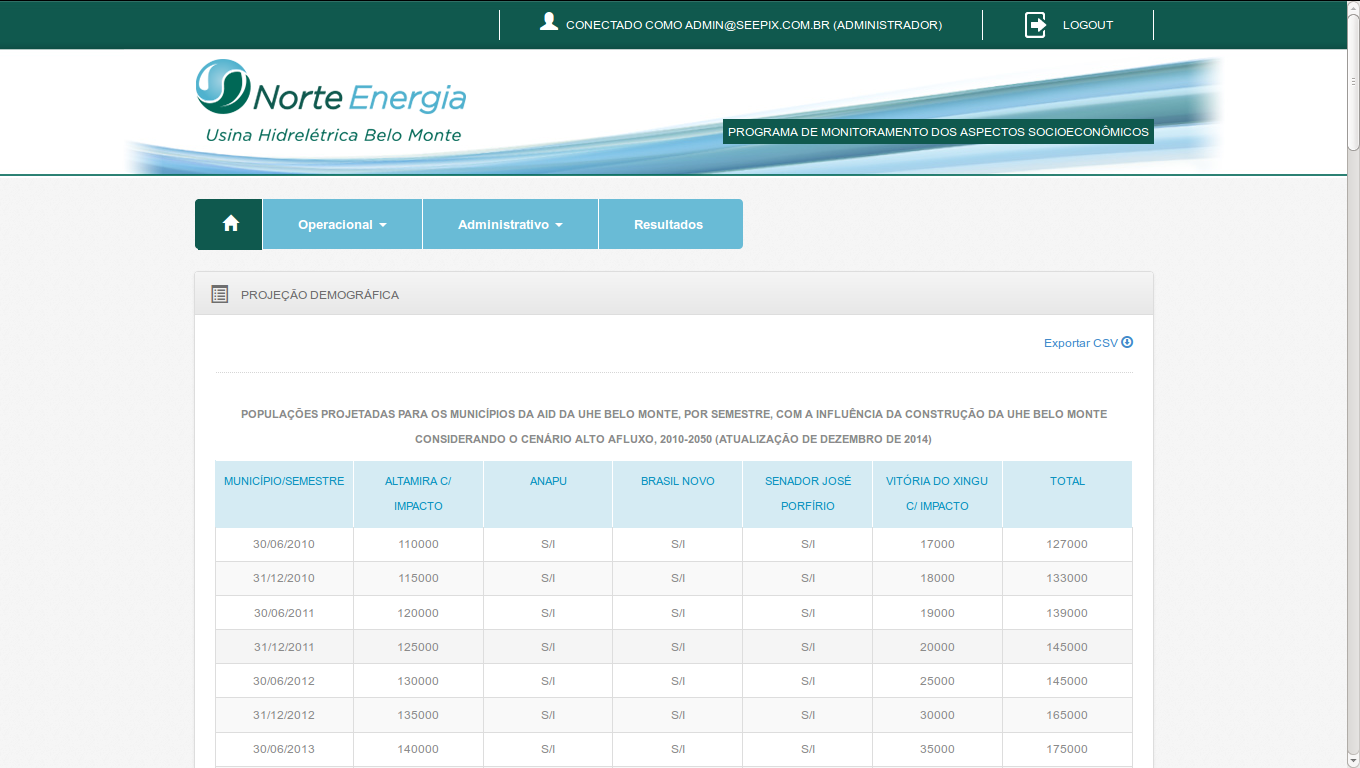 CONECTADO COMO ADMIN@SEEPIX.COM.BR (ADMINISTRADOR) LOGOUT
Norte Energia
Usina Hidrelétrica Belo Monte
PROGRAMA DE MONITORAMENTO DOS ASPECTOS SOCIOECONÔMICOS
Operacional Administrativo Resultados
PROJEÇÃO DEMOGRÁFICA
Exportar CSV
POPULAÇÕES PROJETADAS PARA OS MUNICÍPIOS DA AID DA UHE BELO MONTE, POR SEMESTRE, COM A INFLUÊNCIA DA CONSTRUÇÃO DA UHE BELO MONTE
CONSIDERANDO O CENÁRIO ALTO AFLUXO, 2010-2050 (ATUALIZAÇÃO DE DEZEMBRO DE 2014)
MUNICÍPIO/SEMESTRE ALTAMIRA C/ ANAPU BRASIL NOVO SENADOR JOSÉ VITÓRIA DO XINGU TOTAL
IMPACTO PORFÍRIO C/ IMPACTO
30/06/2010 110000 S/I S/I S/I 17000 127000
31/12/2010 115000 S/I S/I S/I 18000 133000
30/06/2011 120000 S/I S/I S/I 19000 139000
31/12/2011 125000 S/I S/I S/I 20000 145000
30/06/2012 130000 S/I S/I S/I 25000 145000
31/12/2012 135000 S/I S/I S/I 30000 165000
30/06/2013 140000 S/I S/I S/I 35000 175000